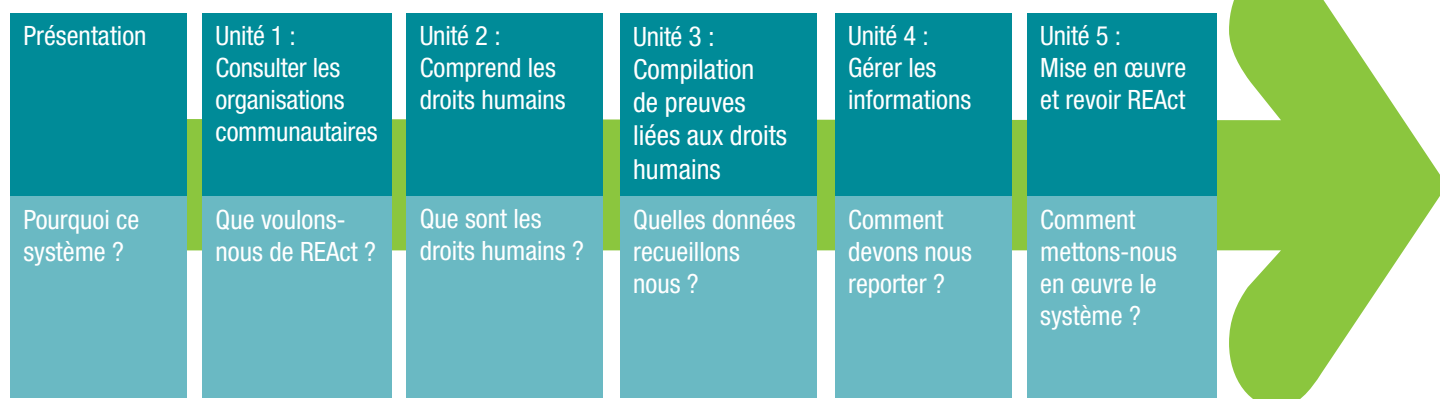 Présentation
Pourquoi ce
système ?
Unité 1 :
Consulter les
organisations
communautaires
Que voulons-
nous de REAct ?
Unité 2 :
Comprend les
droits humains
Que sont les
droits humains ?
Unité 3 :
Compilation
de preuves
liées aux droits
humains
Quelles données
recueillons
nous ?
Unité 4 :
Gérer les
informations
Comment
devons nous
reporter ?
Unité 5 :
Mise en œuvre
et revoir REAct
Comment
mettons-nous
en œuvre le
système ?